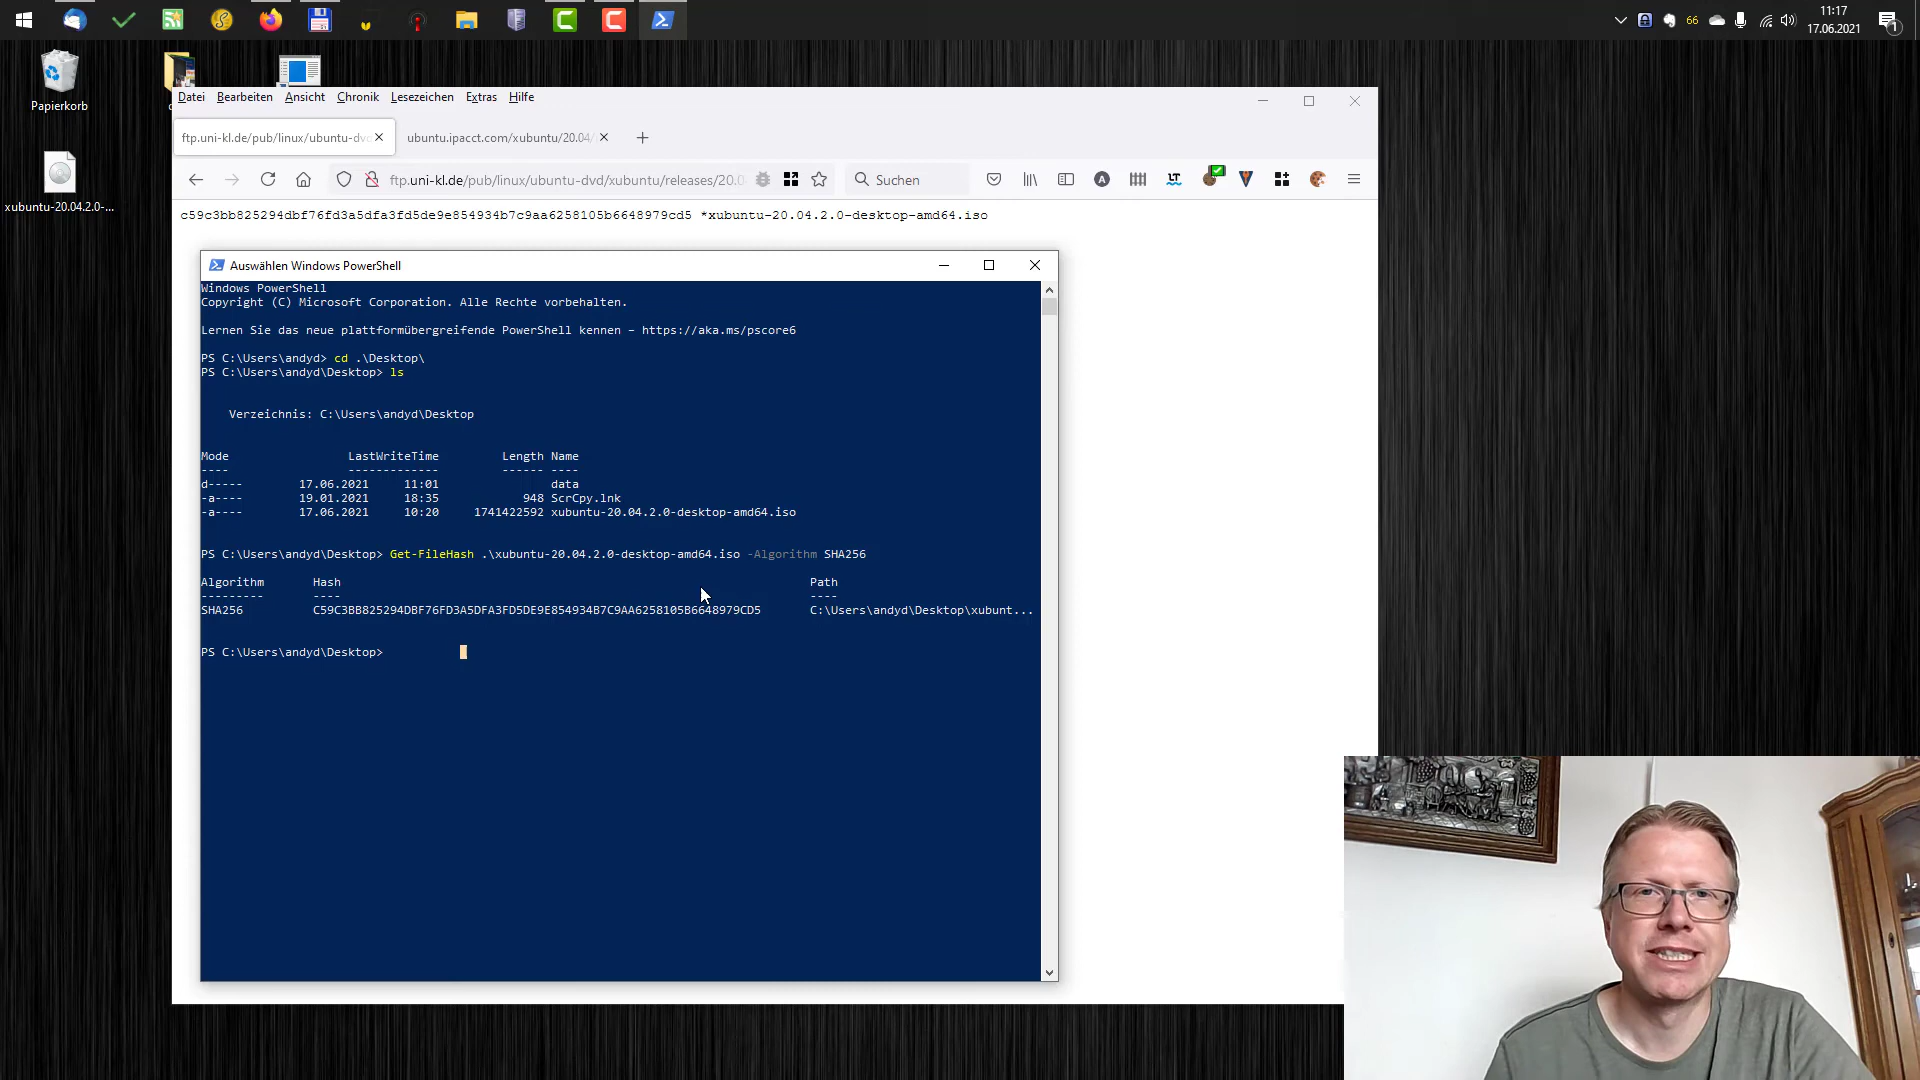 11:17
66
17.06.2021
1
Papierkorb
xubuntu-20.04.2.0-...
Datei Bearbeiten Ansicht Chronik Lesezeichen Extras Hilfe
ftp.uni-kl.de/pub/linux/ubuntu-dvd
ubuntu.ipacct.com/xubuntu/20.04/
ftp.uni-kl.de/pub/linux/ubuntu-dvd/xubuntu/releases/20.0
Suchen
c59c3bb825294dbf76fd3a5dfa3fd5de9e854934b7c9aa6258105b6648979cd5 *xubuntu-20.04.2.0-desktop-amd64.iso
Auswählen Windows PowerShell
Windows PowerShell
Copyright (C) Microsoft Corporation. Alle Rechte vorbehalten.
Lernen Sie das neue plattformübergreifende PowerShell kennen – https://aka.ms/pscore6
PS C:\Users\andyd> cd .\Desktop\
PS C:\Users\andyd\Desktop> ls
Verzeichnis: C:\Users\andyd\Desktop
Mode LastWriteTime Length Name
---- ------------- ------ ----
d----- 17.06.2021 11:01 data
-a---- 19.01.2021 18:35 948 ScrCpy.lnk
-a---- 17.06.2021 10:20 1741422592 xubuntu-20.04.2.0-desktop-amd64.iso
PS C:\Users\andyd\Desktop> Get-FileHash .\xubuntu-20.04.2.0-desktop-amd64.iso -Algorithm SHA256
Algorithm Hash Path
--------- ---- ----
SHA256 C59C3BB825294DBF76FD3A5DFA3FD5DE9E854934B7C9AA6258105B6648979CD5 C:\Users\andyd\Desktop\xubunt...
PS C:\Users\andyd\Desktop>